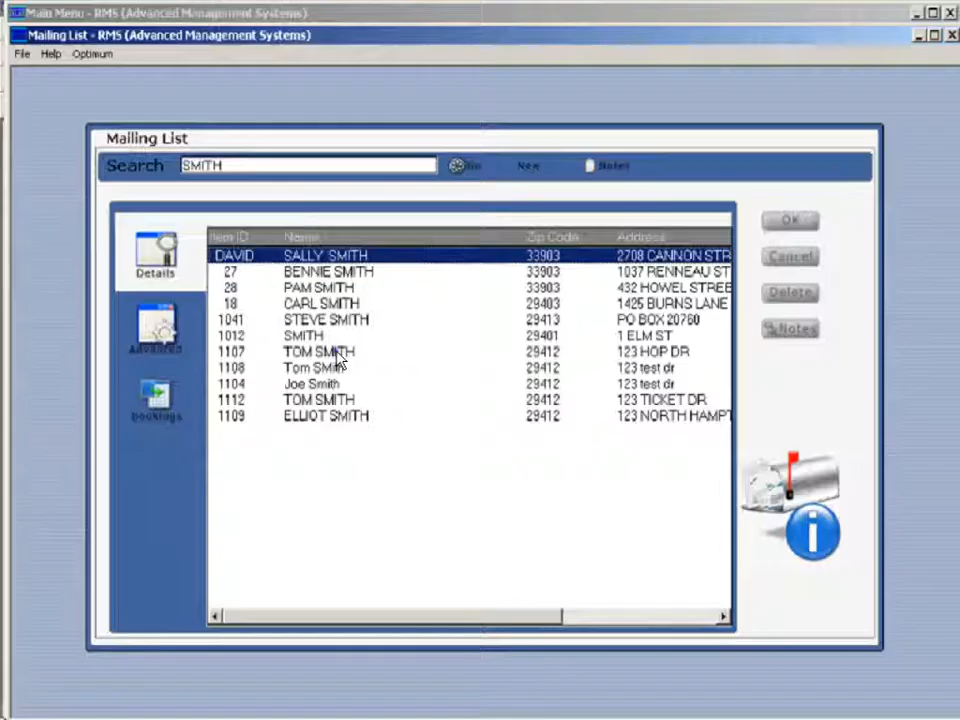 Main Menu - RMS (Advanced Management Systems)
Mailing List - RMS (Advanced Management Systems)
File Help Optimum
Mailing List
Search SMITH Go New Notes
Item ID Name Zip Code Address
DAVID SALLY SMITH 33903 2708 CANNON STR
27 BENNIE SMITH 33903 1037 RENNEAU ST
28 PAM SMITH 33903 432 HOWEL STREE
18 CARL SMITH 29403 1425 BURNS LANE
1041 STEVE SMITH 29413 PO BOX 20760
1012 SMITH 29401 1 ELM ST
1107 TOM SMITH 29412 123 HOP DR
1108 Tom Smith 29412 123 test dr
1104 Joe Smith 29412 123 test dr
1112 TOM SMITH 29412 123 TICKET DR
1109 ELLIOT SMITH 29412 123 NORTH HAMPT
Details
Advanced
Bookings
OK
Cancel
Delete
Notes